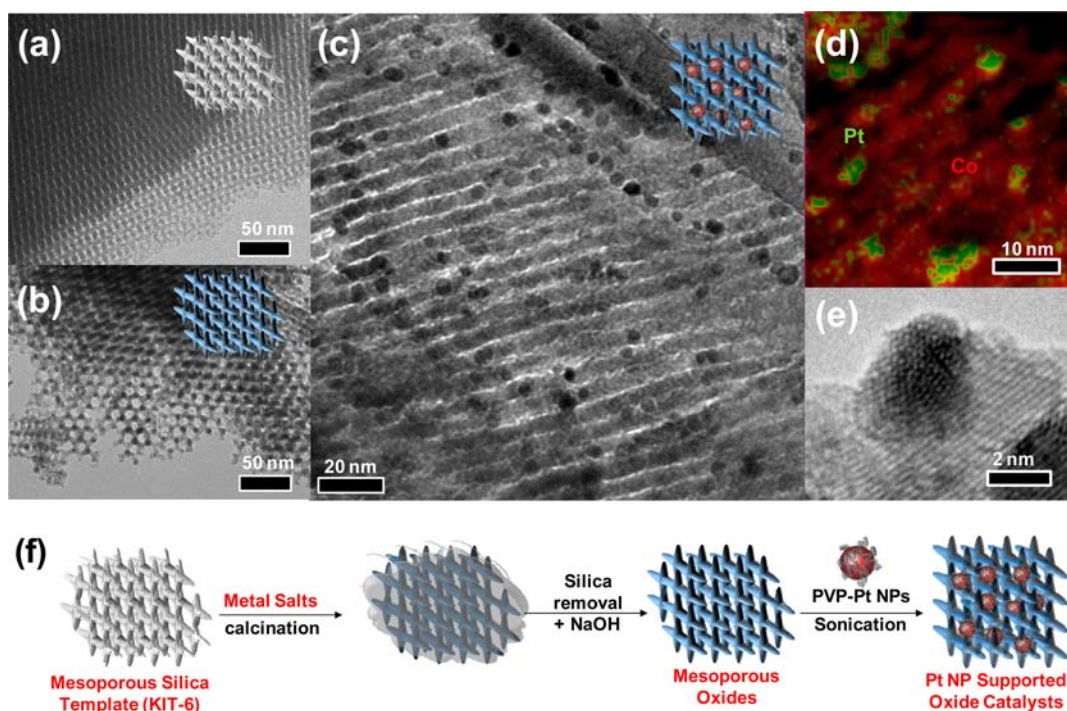 (a)
50 nm
(b)
50 nm
(c)
20 nm
(d)
Pt
Co
10 nm
(e)
2 nm
(f)
Metal Salts
calcination
Silica
removal
+ NaOH
PVP-Pt NPs
Sonication
Mesoporous Silica
Template (KIT-6)
Mesoporous
Oxides
Pt NP Supported
Oxide Catalysts